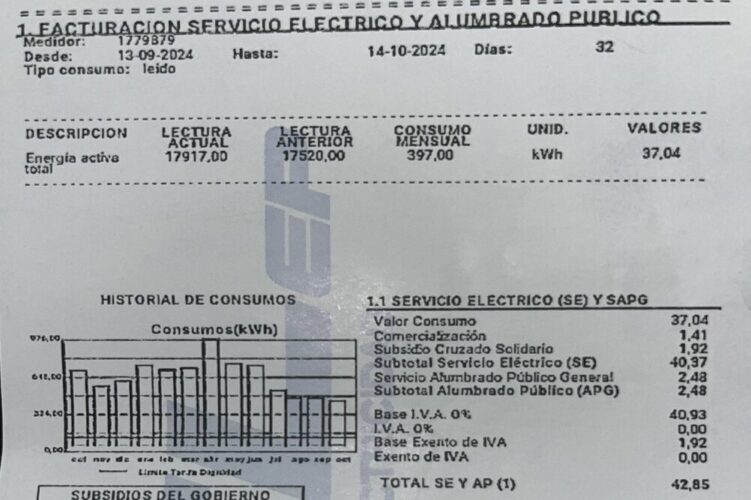 1. FACTURACION SERVICIO ELECTRICO Y ALUMBRADO PUBLICO
Medidor: 1779879
Desde: 13-09-2024 Hasta: 14-10-2024 Días: 32
Tipo consumo: leido
DESCRIPCION LECTURA ACTUAL LECTURA ANTERIOR CONSUMO MENSUAL UNID. VALORES
Energía activa total 17917,00 17520,00 397,00 kWh 37,04
HISTORIAL DE CONSUMOS
Consumos(kWh)
976,00
648,00
324,00
0,00
oct nov dic ene feb mar abr may jun jul ago sep oct
Limite Tarifa Dignidad
SUBSIDIOS DEL GOBIERNO
1.1 SERVICIO ELÉCTRICO (SE) Y SAPG
Valor Consumo 37,04
Comercialización 1,41
Subsidio Cruzado Solidario 1,92
Subtotal Servicio Eléctrico (SE) 40,37
Servicio Alumbrado Público General 2,48
Subtotal Alumbrado Público (APG) 2,48
Base I.V.A. 0% 40,93
I.V.A. 0% 0,00
Base Exento de IVA 1,92
Exento de IVA 0,00
TOTAL SE Y AP (1) 42,85